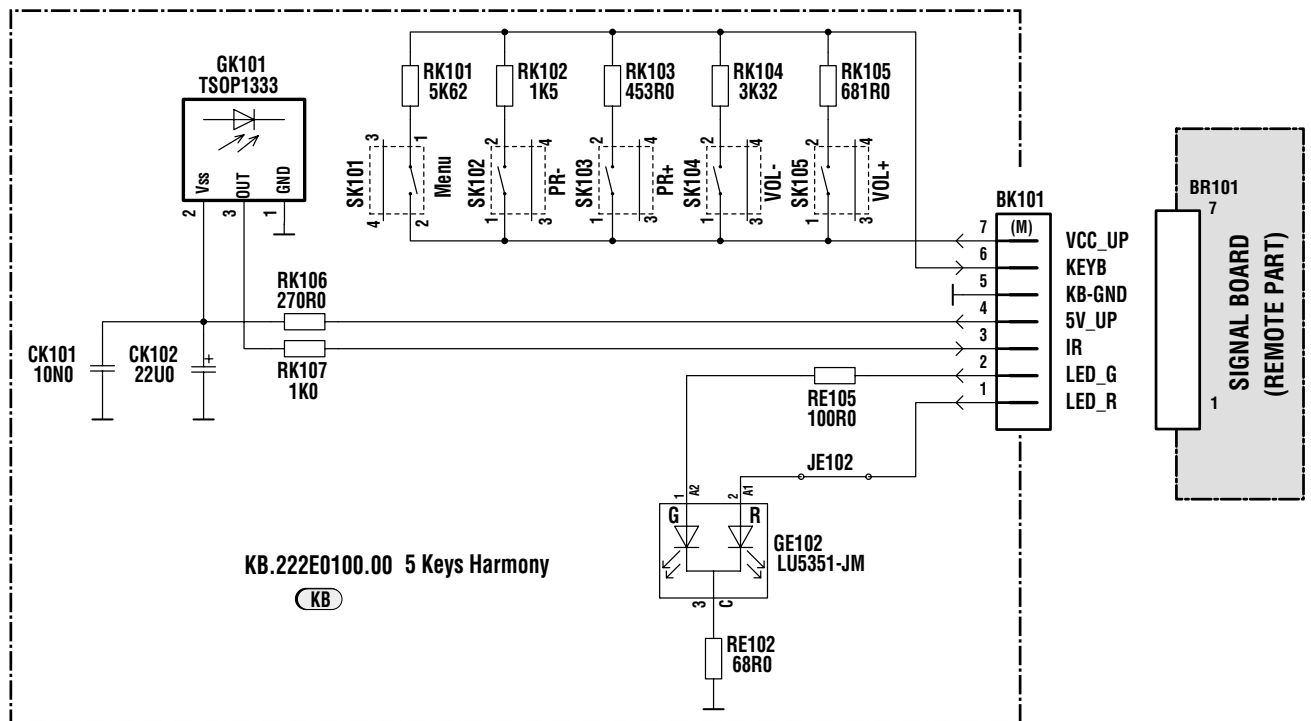 GK101
TSOP1333
Vss
OUT
GND
2
3
1
RK101
5K62
RK102
1K5
RK103
453R0
RK104
3K32
RK105
681R0
3
1
SK101
Menu
4
2
2
4
SK102
PR-
1
3
2
4
SK103
PR+
1
3
2
4
SK104
VOL-
1
3
2
4
SK105
VOL+
1
3
BK101
(M)
7
VCC_UP
6
KEYB
5
KB-GND
4
5V_UP
3
IR
2
LED_G
1
LED_R
BR101
7
1
SIGNAL BOARD
(REMOTE PART)
RK106
270R0
RK107
1K0
CK101
10N0
CK102
22U0
+
RE105
100R0
JE102
1
A2
2
A1
G
R
GE102
LU5351-JM
3
C
RE102
68R0
KB.222E0100.00 5 Keys Harmony
KB